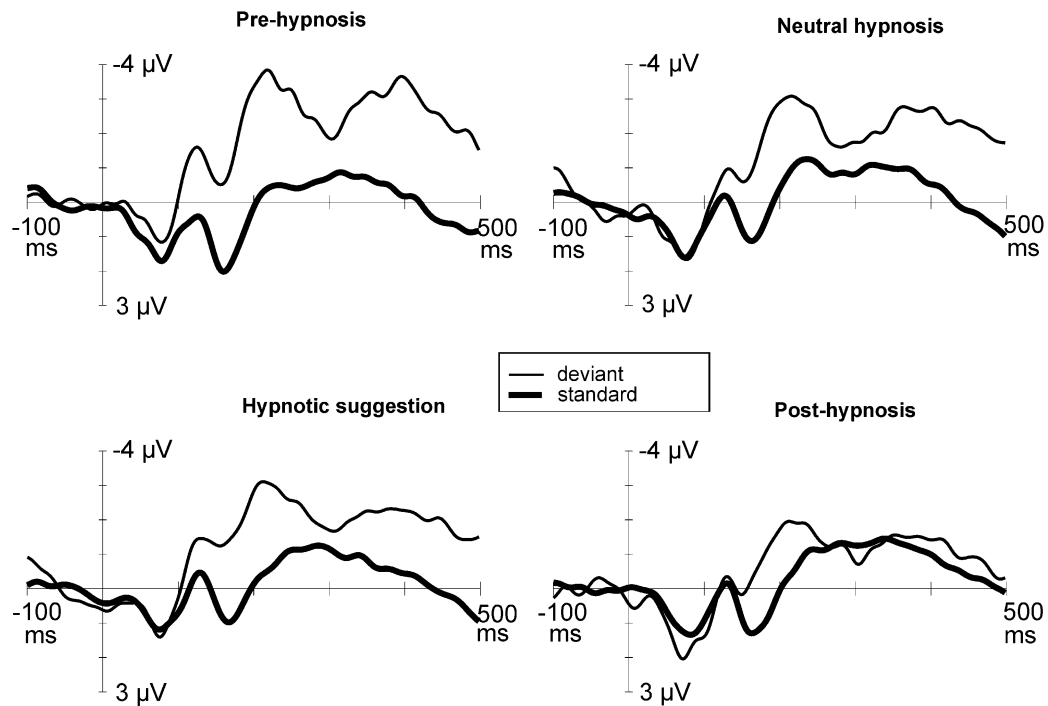 Pre-hypnosis
-4 µV
-100
ms
500
ms
3 µV
Neutral hypnosis
-4 µV
-100
ms
500
ms
3 µV
deviant
standard
Hypnotic suggestion
-4 µV
-100
ms
500
ms
3 µV
Post-hypnosis
-4 µV
-100
ms
500
ms
3 µV